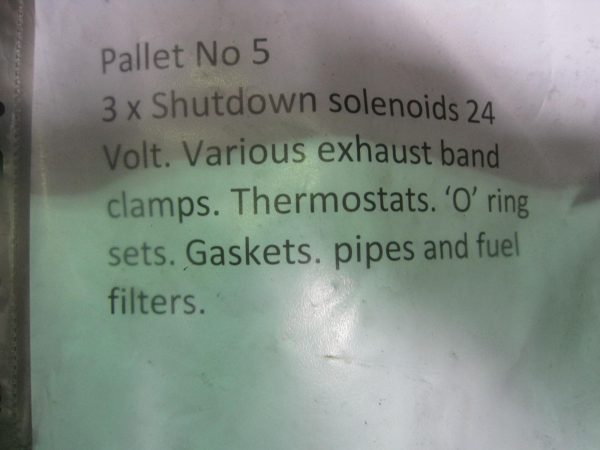 Pallet No 5
3 x Shutdown solenoids 24
Volt. Various exhaust band
clamps. Thermostats. ‘O’ ring
sets. Gaskets. pipes and fuel
filters.